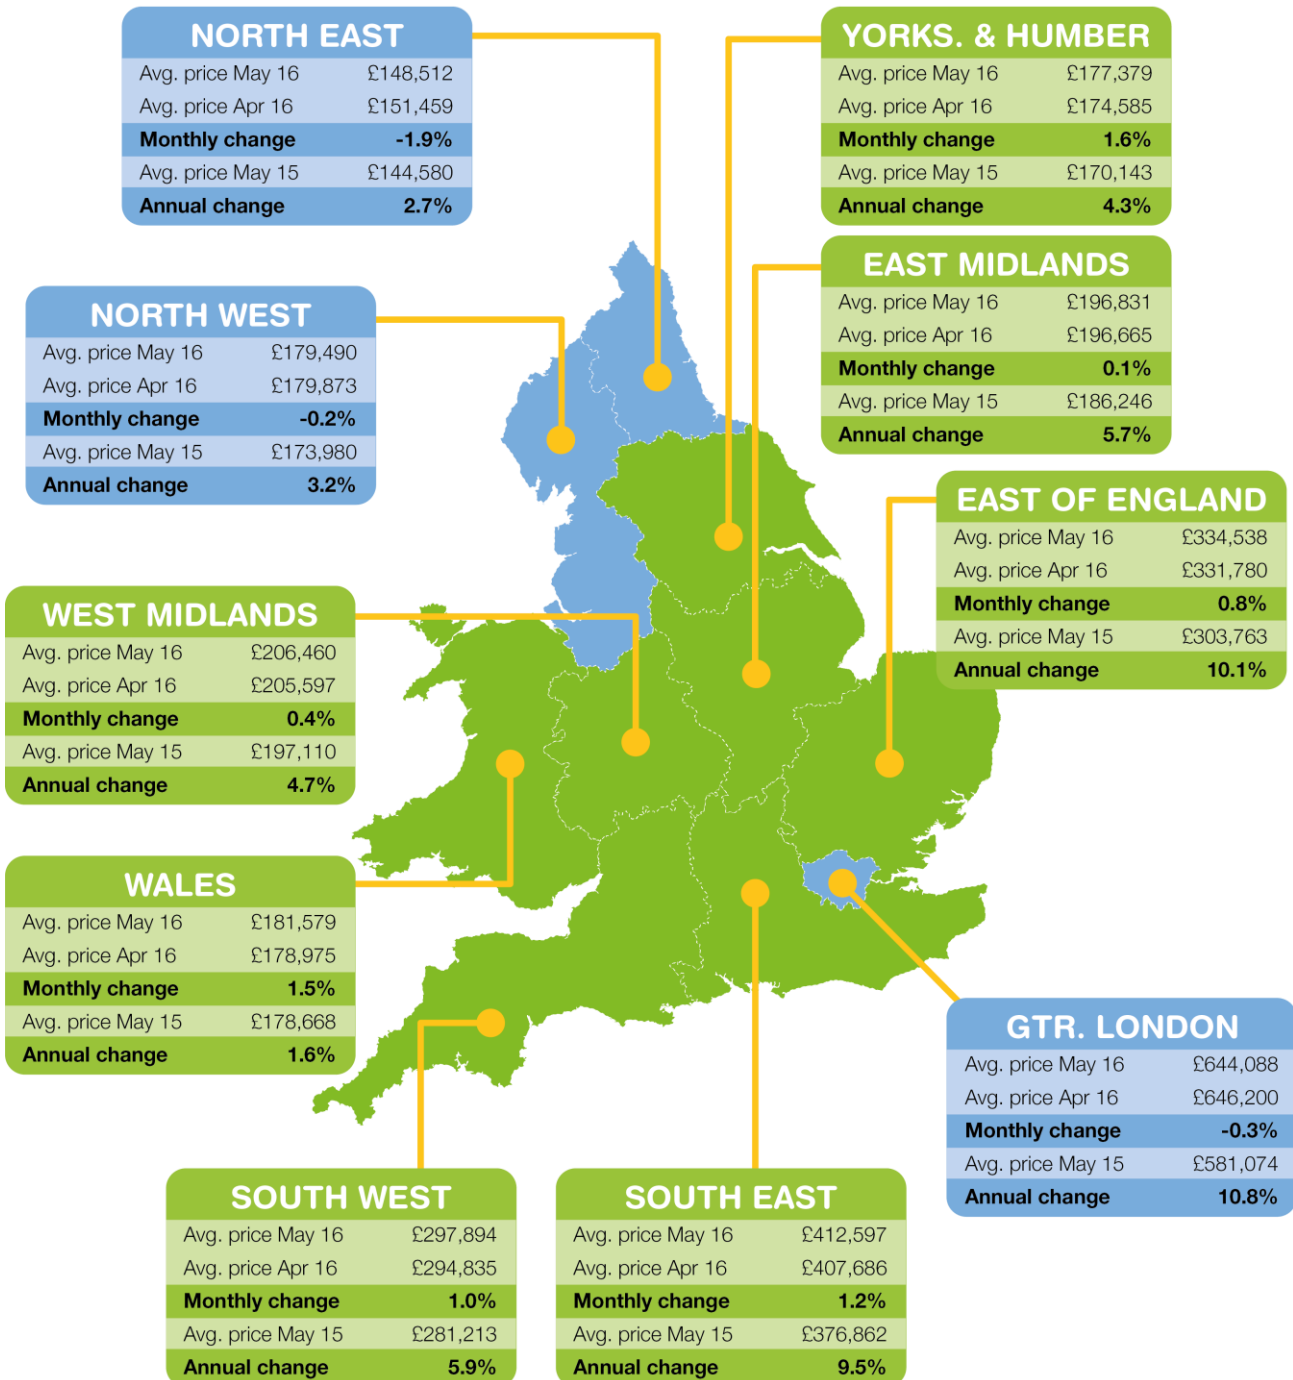 NORTH EAST
Avg. price May 16 £148,512
Avg. price Apr 16 £151,459
Monthly change -1.9%
Avg. price May 15 £144,580
Annual change 2.7%
YORKS. & HUMBER
Avg. price May 16 £177,379
Avg. price Apr 16 £174,585
Monthly change 1.6%
Avg. price May 15 £170,143
Annual change 4.3%
EAST MIDLANDS
Avg. price May 16 £196,831
Avg. price Apr 16 £196,665
Monthly change 0.1%
Avg. price May 15 £186,246
Annual change 5.7%
NORTH WEST
Avg. price May 16 £179,490
Avg. price Apr 16 £179,873
Monthly change -0.2%
Avg. price May 15 £173,980
Annual change 3.2%
EAST OF ENGLAND
Avg. price May 16 £334,538
Avg. price Apr 16 £331,780
Monthly change 0.8%
Avg. price May 15 £303,763
Annual change 10.1%
WEST MIDLANDS
Avg. price May 16 £206,460
Avg. price Apr 16 £205,597
Monthly change 0.4%
Avg. price May 15 £197,110
Annual change 4.7%
WALES
Avg. price May 16 £181,579
Avg. price Apr 16 £178,975
Monthly change 1.5%
Avg. price May 15 £178,668
Annual change 1.6%
GTR. LONDON
Avg. price May 16 £644,088
Avg. price Apr 16 £646,200
Monthly change -0.3%
Avg. price May 15 £581,074
Annual change 10.8%
SOUTH WEST
Avg. price May 16 £297,894
Avg. price Apr 16 £294,835
Monthly change 1.0%
Avg. price May 15 £281,213
Annual change 5.9%
SOUTH EAST
Avg. price May 16 £412,597
Avg. price Apr 16 £407,686
Monthly change 1.2%
Avg. price May 15 £376,862
Annual change 9.5%